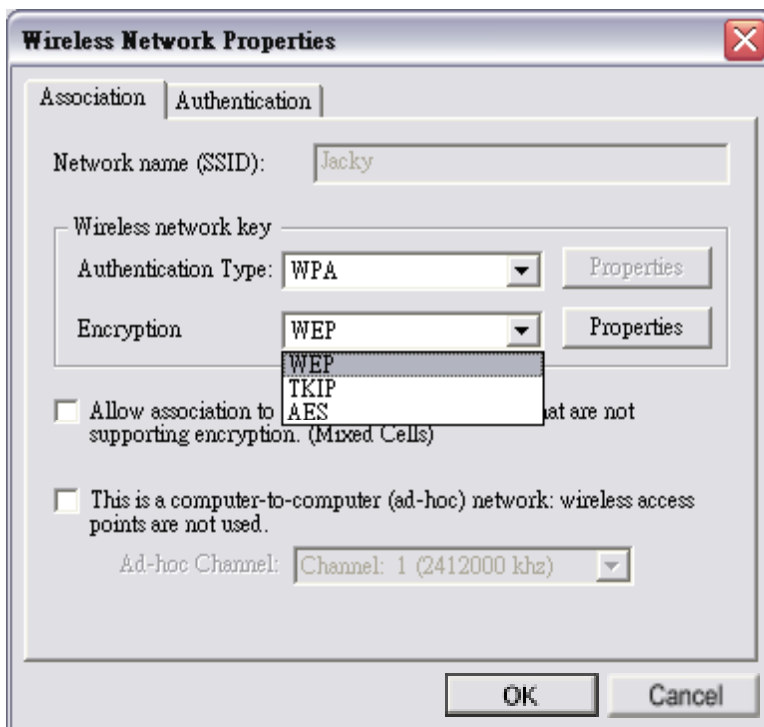 Wireless Network Properties
Association
Authentication
Network name (SSID):
Jacky
Wireless network key
Authentication Type:
WPA
Properties
Encryption
WEP
Properties
WEP
TKIP
AES
Allow association to
at are not
supporting encryption. (Mixed Cells)
This is a computer-to-computer (ad-hoc) network: wireless access
points are not used.
Ad-hoc Channel:
Channel: 1 (2412000 khz)
OK
Cancel